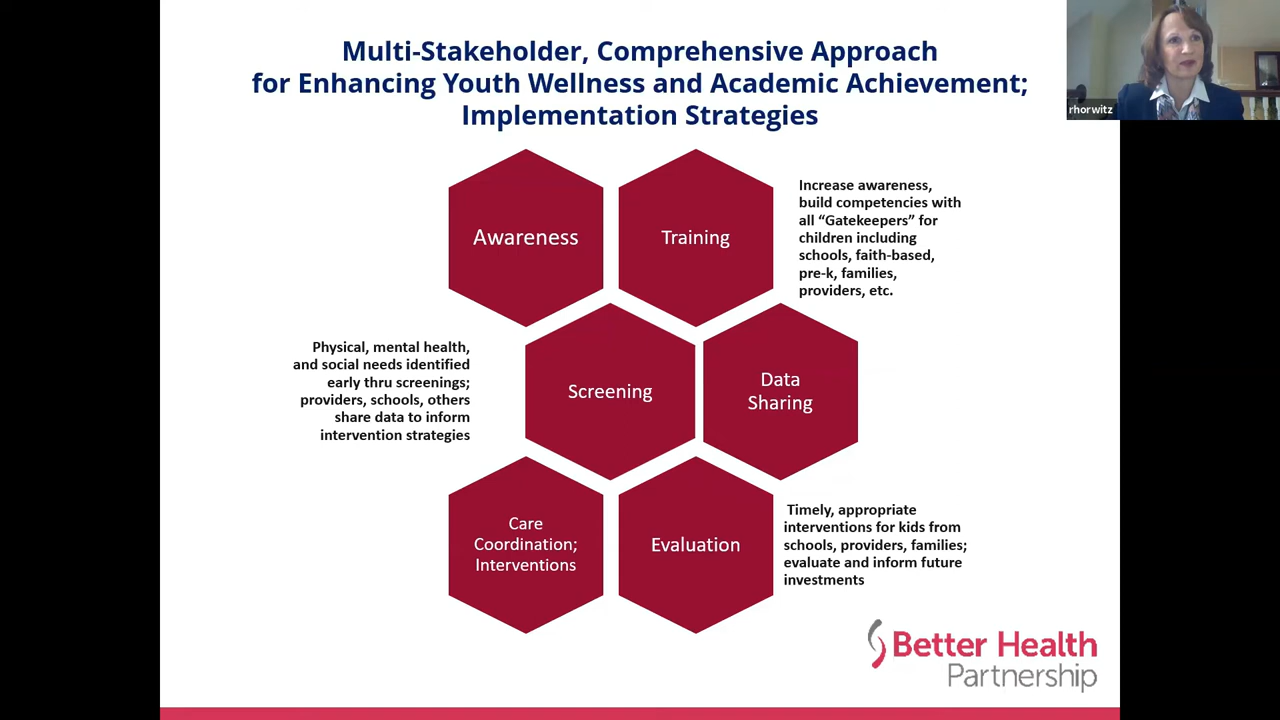 Multi-Stakeholder, Comprehensive Approach
for Enhancing Youth Wellness and Academic Achievement;
Implementation Strategies
rhorwitz
Awareness
Training
Increase awareness,
build competencies with
all “Gatekeepers” for
children including
schools, faith-based,
pre-k, families,
providers, etc.
Physical, mental health,
and social needs identified
early thru screenings;
providers, schools, others
share data to inform
intervention strategies
Screening
Data
Sharing
Care
Coordination;
Interventions
Evaluation
Timely, appropriate
interventions for kids from
schools, providers, families;
evaluate and inform future
investments
Better Health
Partnership